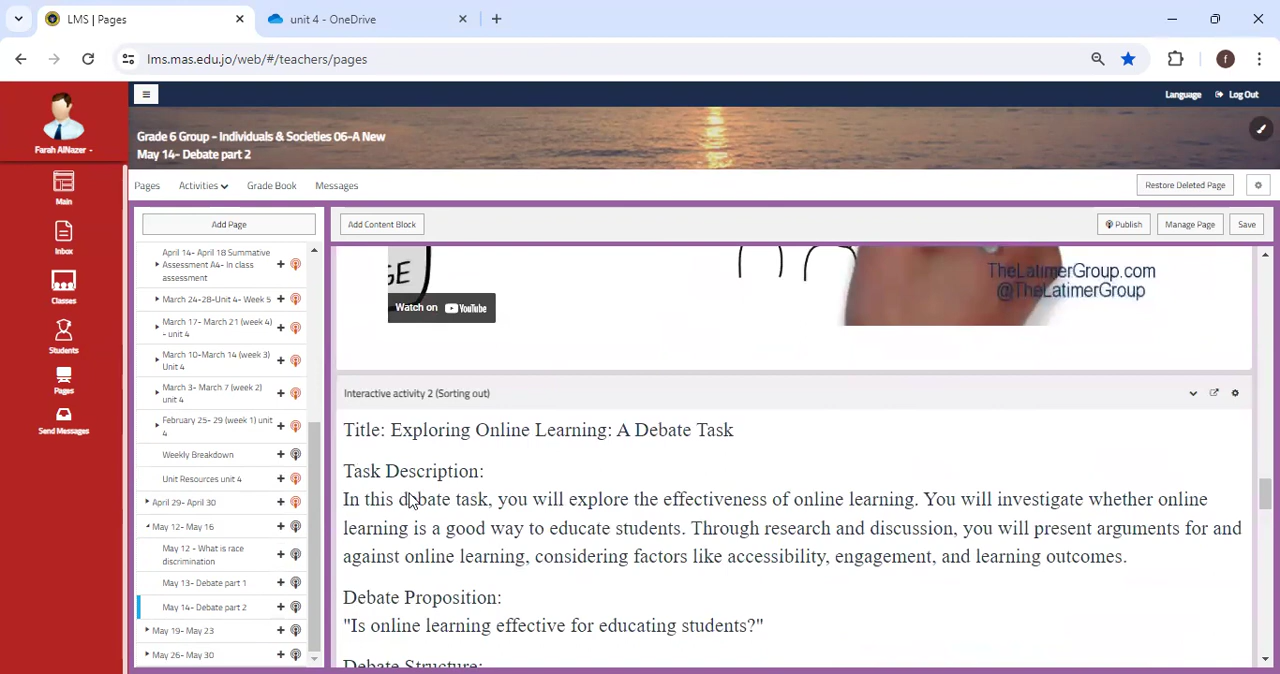 LMS | Pages
unit 4 - OneDrive
lms.mas.edu.jo/web/#/teachers/pages
f
Language
Log Out
Farah AlNazer
Grade 6 Group - Individuals & Societies 06-A New
May 14- Debate part 2
Pages
Activities
Grade Book
Messages
Restore Deleted Page
Main
Inbox
Classes
Students
Pages
Send Messages
Add Page
April 14- April 18 Summative
Assessment A4- In class
assessment
March 24-28-Unit 4- Week 5
March 17- March 21 (week 4)
- unit 4
March 10-March 14 (week 3)
Unit 4
March 3- March 7 (week 2)
unit 4
February 25- 29 (week 1) unit
4
Weekly Breakdown
Unit Resources unit 4
April 29- April 30
May 12- May 16
May 12 - What is race
discrimination
May 13- Debate part 1
May 14- Debate part 2
May 19- May 23
May 26- May 30
Add Content Block
Publish
Manage Page
Save
GE
Watch on YouTube
TheLatimerGroup.com
@TheLatimerGroup
Interactive activity 2 (Sorting out)
Title: Exploring Online Learning: A Debate Task
Task Description:
In this debate task, you will explore the effectiveness of online learning. You will investigate whether online
learning is a good way to educate students. Through research and discussion, you will present arguments for and
against online learning, considering factors like accessibility, engagement, and learning outcomes.
Debate Proposition:
"Is online learning effective for educating students?"
Debate Structure: